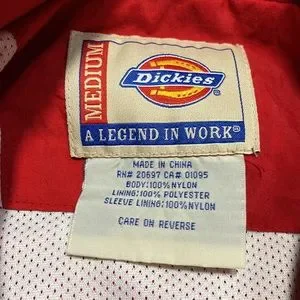 MEDIUM
Dickies
A LEGEND IN WORK®
MADE IN CHINA
RN# 20697 CA# 01095
BODY:100%NYLON
LINING:100% POLYESTER
SLEEVE LINING:100%NYLON
CARE ON REVERSE